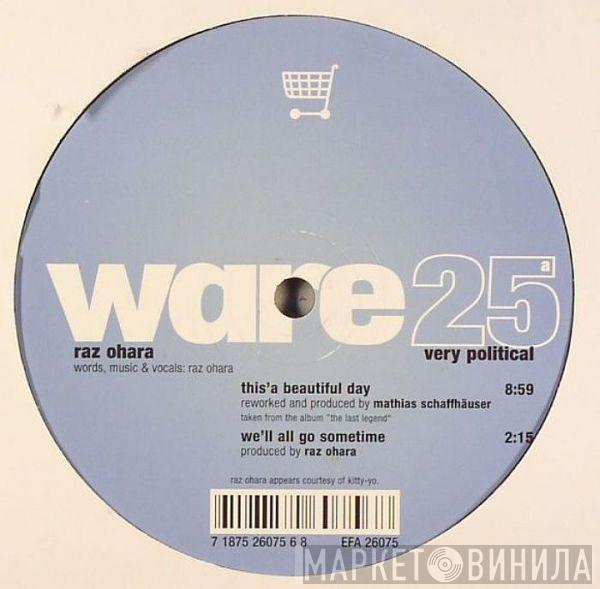 ware 25 a
raz ohara very political
words, music & vocals: raz ohara
this'a beautiful day 8:59
reworked and produced by mathias schaffhäuser
taken from the album "the last legend"
we'll all go sometime 2:15
produced by raz ohara
raz ohara appears courtesy of kitty-yo.
7 1875 26075 6 8 EFA 26075
МАРКЕТ ВИНИЛА